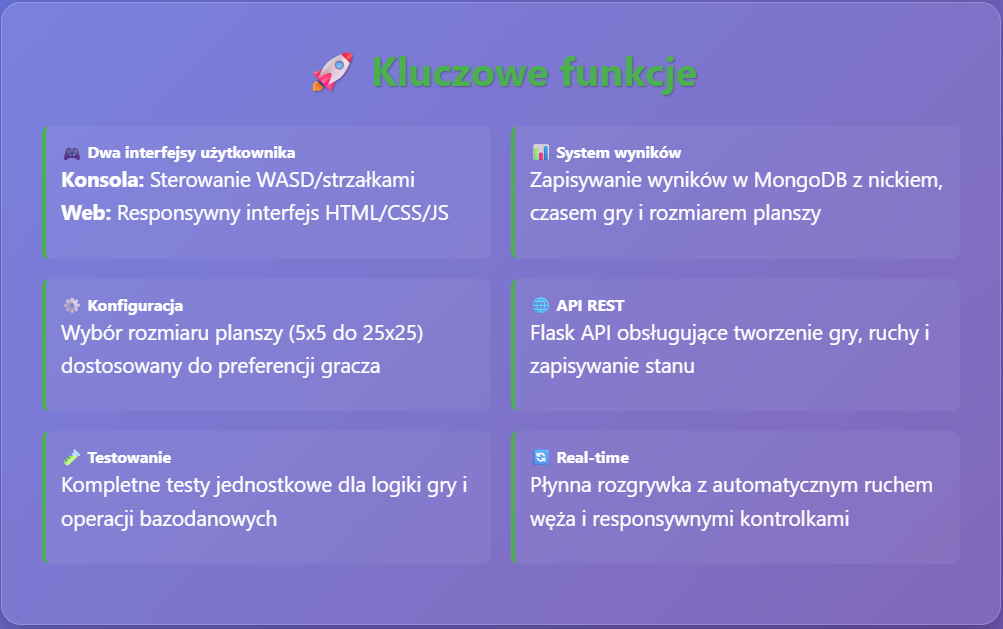 🚀 Kluczowe funkcje
🎮 Dwa interfejsy użytkownika
Konsola: Sterowanie WASD/strzałkami
Web: Responsywny interfejs HTML/CSS/JS
📊 System wyników
Zapisywanie wyników w MongoDB z nickiem,
czasem gry i rozmiarem planszy
⚙️ Konfiguracja
Wybór rozmiaru planszy (5x5 do 25x25)
dostosowany do preferencji gracza
🌐 API REST
Flask API obsługujące tworzenie gry, ruchy i
zapisywanie stanu
🧪 Testowanie
Kompletne testy jednostkowe dla logiki gry i
operacji bazodanowych
🔄 Real-time
Płynna rozgrywka z automatycznym ruchem
węża i responsywnymi kontrolkami